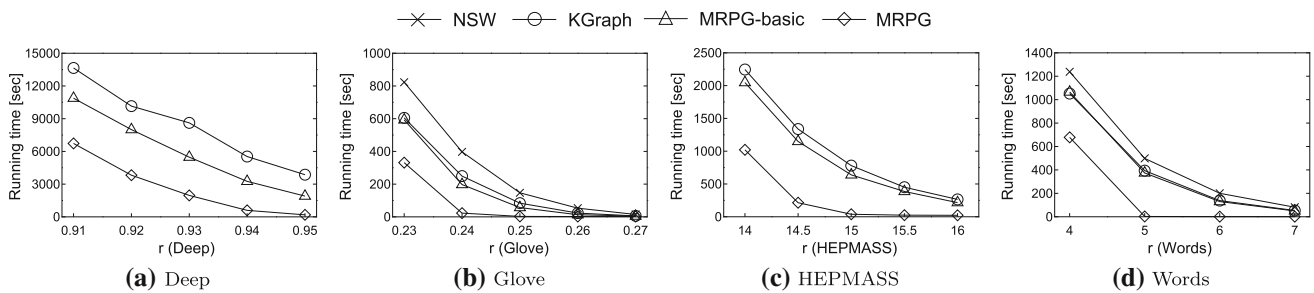 NSW KGraph MRPG-basic MRPG
Running time [sec]
15000
12000
9000
6000
3000
0
0.91 0.92 0.93 0.94 0.95
r (Deep)
(a) Deep
Running time [sec]
1000
800
600
400
200
0
0.23 0.24 0.25 0.26 0.27
r (Glove)
(b) Glove
Running time [sec]
2500
2000
1500
1000
500
0
14 14.5 15 15.5 16
r (HEPMASS)
(c) HEPMASS
Running time [sec]
1400
1200
1000
800
600
400
200
0
4 5 6 7
r (Words)
(d) Words